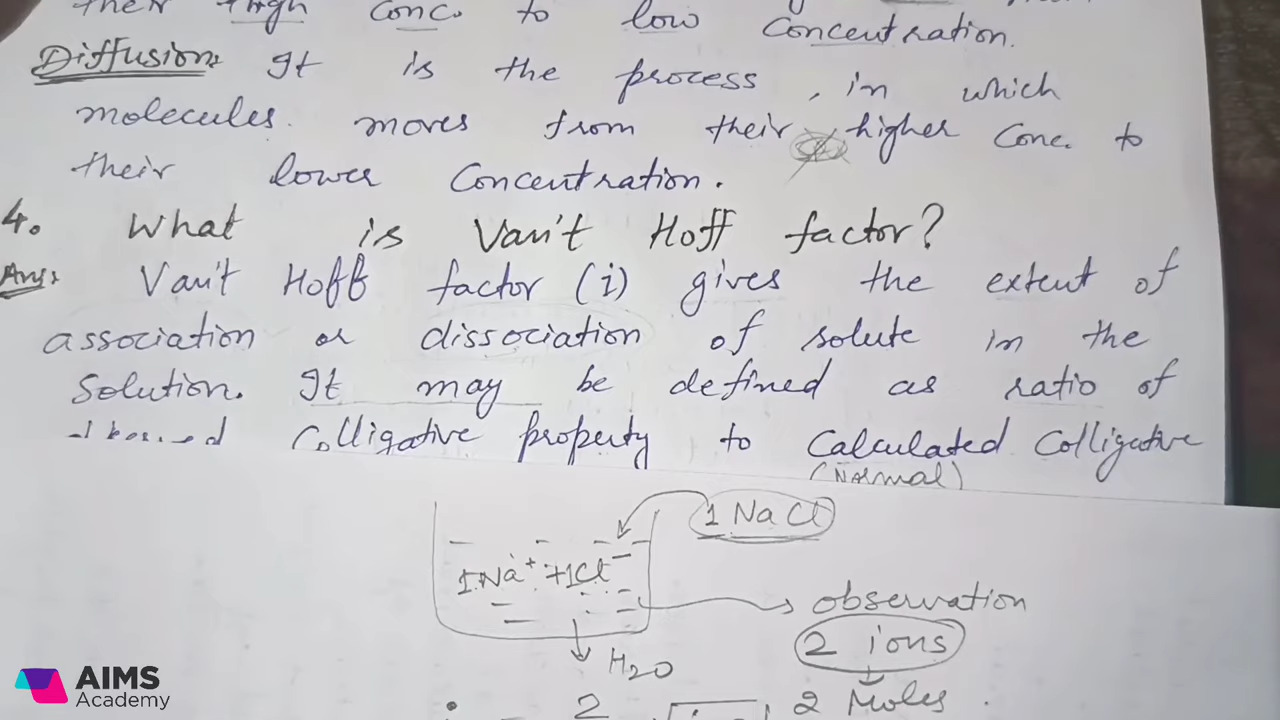 their high conc. to low concentration.
Diffusion: It is the process, in which
molecules. moves from their higher conc. to
their lower concentration.
4. What is Van't Hoff factor?
Ans: Van't Hoff factor (i) gives the extent of
association or dissociation of solute in the
solution. It may be defined as ratio of
colligative property to calculated colligative
(Normal)
1 NaCl
1Na⁺ + 1Cl⁻
observation
2 ions
H₂O
2 Moles.
i 2
AIMS
Academy